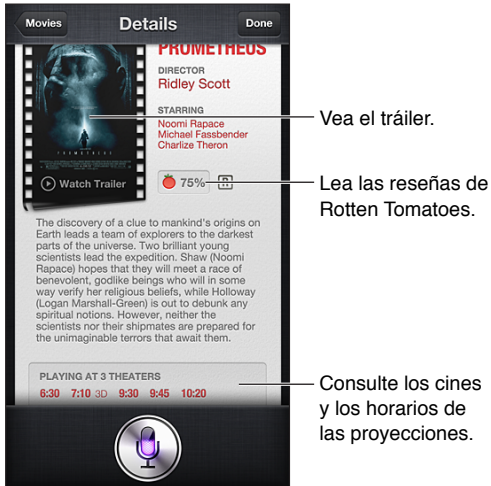 Movies
Details
Done
PROMETHEUS
DIRECTOR
Ridley Scott
STARRING
Noomi Rapace
Michael Fassbender
Charlize Theron
PROMETHEUS
Watch Trailer
75%
R
The discovery of a clue to mankind's origins on
Earth leads a team of explorers to the darkest
parts of the universe. Two brilliant young
scientists lead the expedition. Shaw (Noomi
Rapace) hopes that they will meet a race of
benevolent, godlike beings who will in some
way verify her religious beliefs, while Holloway
(Logan Marshall-Green) is out to debunk any
spiritual notions. However, neither the
scientists nor their shipmates are prepared for
the unimaginable terrors that await them.
PLAYING AT 3 THEATERS
6:30 7:10 3D 9:30 9:45 10:20
Vea el tráiler.
Lea las reseñas de
Rotten Tomatoes.
Consulte los cines
y los horarios de
las proyecciones.